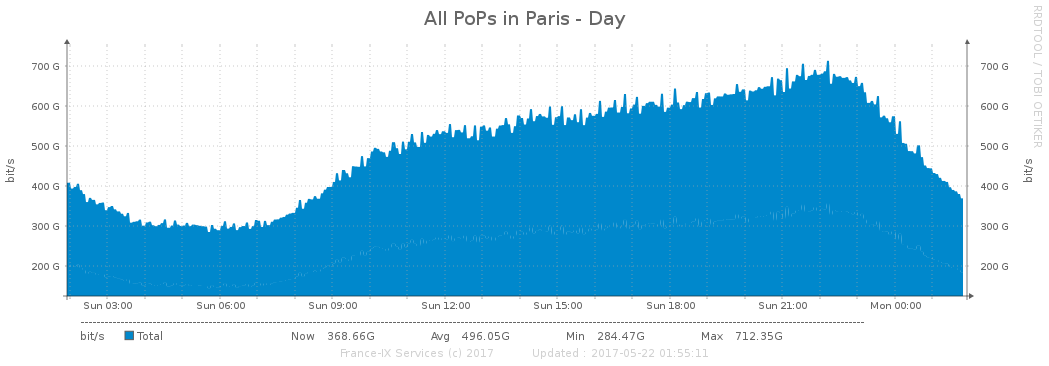 All PoPs in Paris - Day
RRDTOOL / TOBI OETIKER
bit/s
700 G 700 G
600 G 600 G
500 G 500 G
400 G 400 G
300 G 300 G
200 G 200 G
bit/s
Sun 03:00 Sun 06:00 Sun 09:00 Sun 12:00 Sun 15:00 Sun 18:00 Sun 21:00 Mon 00:00
bit/s Total Now 368.66G Avg 496.05G Min 284.47G Max 712.35G
France-IX Services (c) 2017 Updated : 2017-05-22 01:55:11